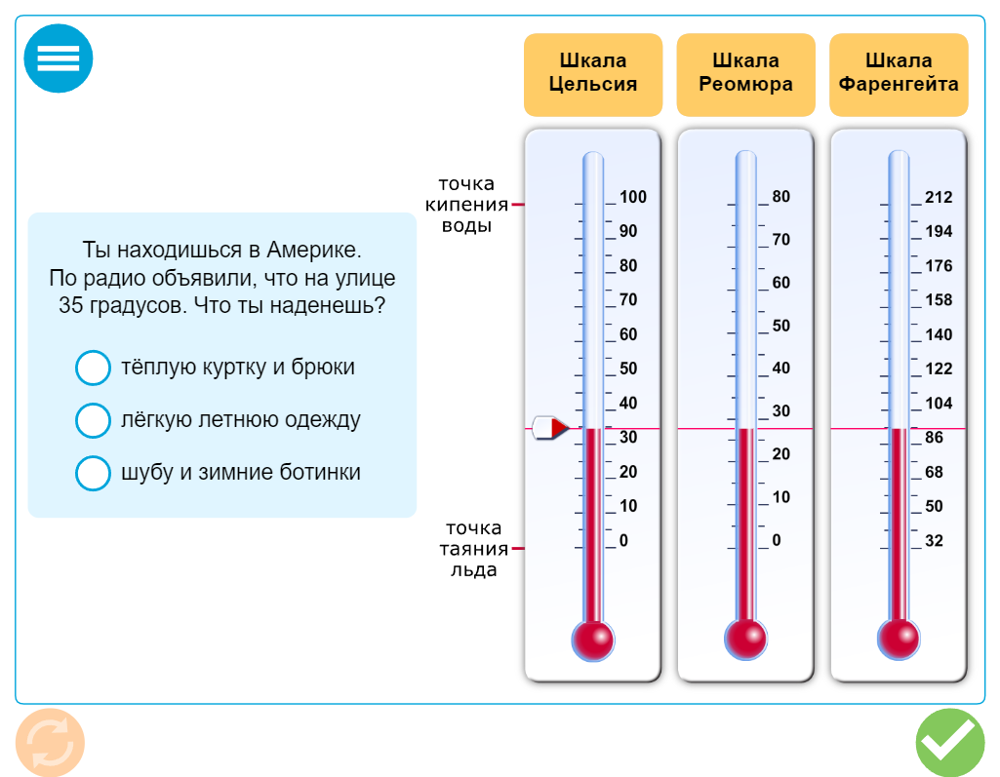 Шкала
Цельсия
Шкала
Реомюра
Шкала
Фаренгейта
точка
кипения
воды
точка
таяния
льда
100
90
80
70
60
50
40
30
20
10
0
80
70
60
50
40
30
20
10
0
212
194
176
158
140
122
104
86
68
50
32
Ты находишься в Америке.
По радио объявили, что на улице
35 градусов. Что ты наденешь?
тёплую куртку и брюки
лёгкую летнюю одежду
шубу и зимние ботинки